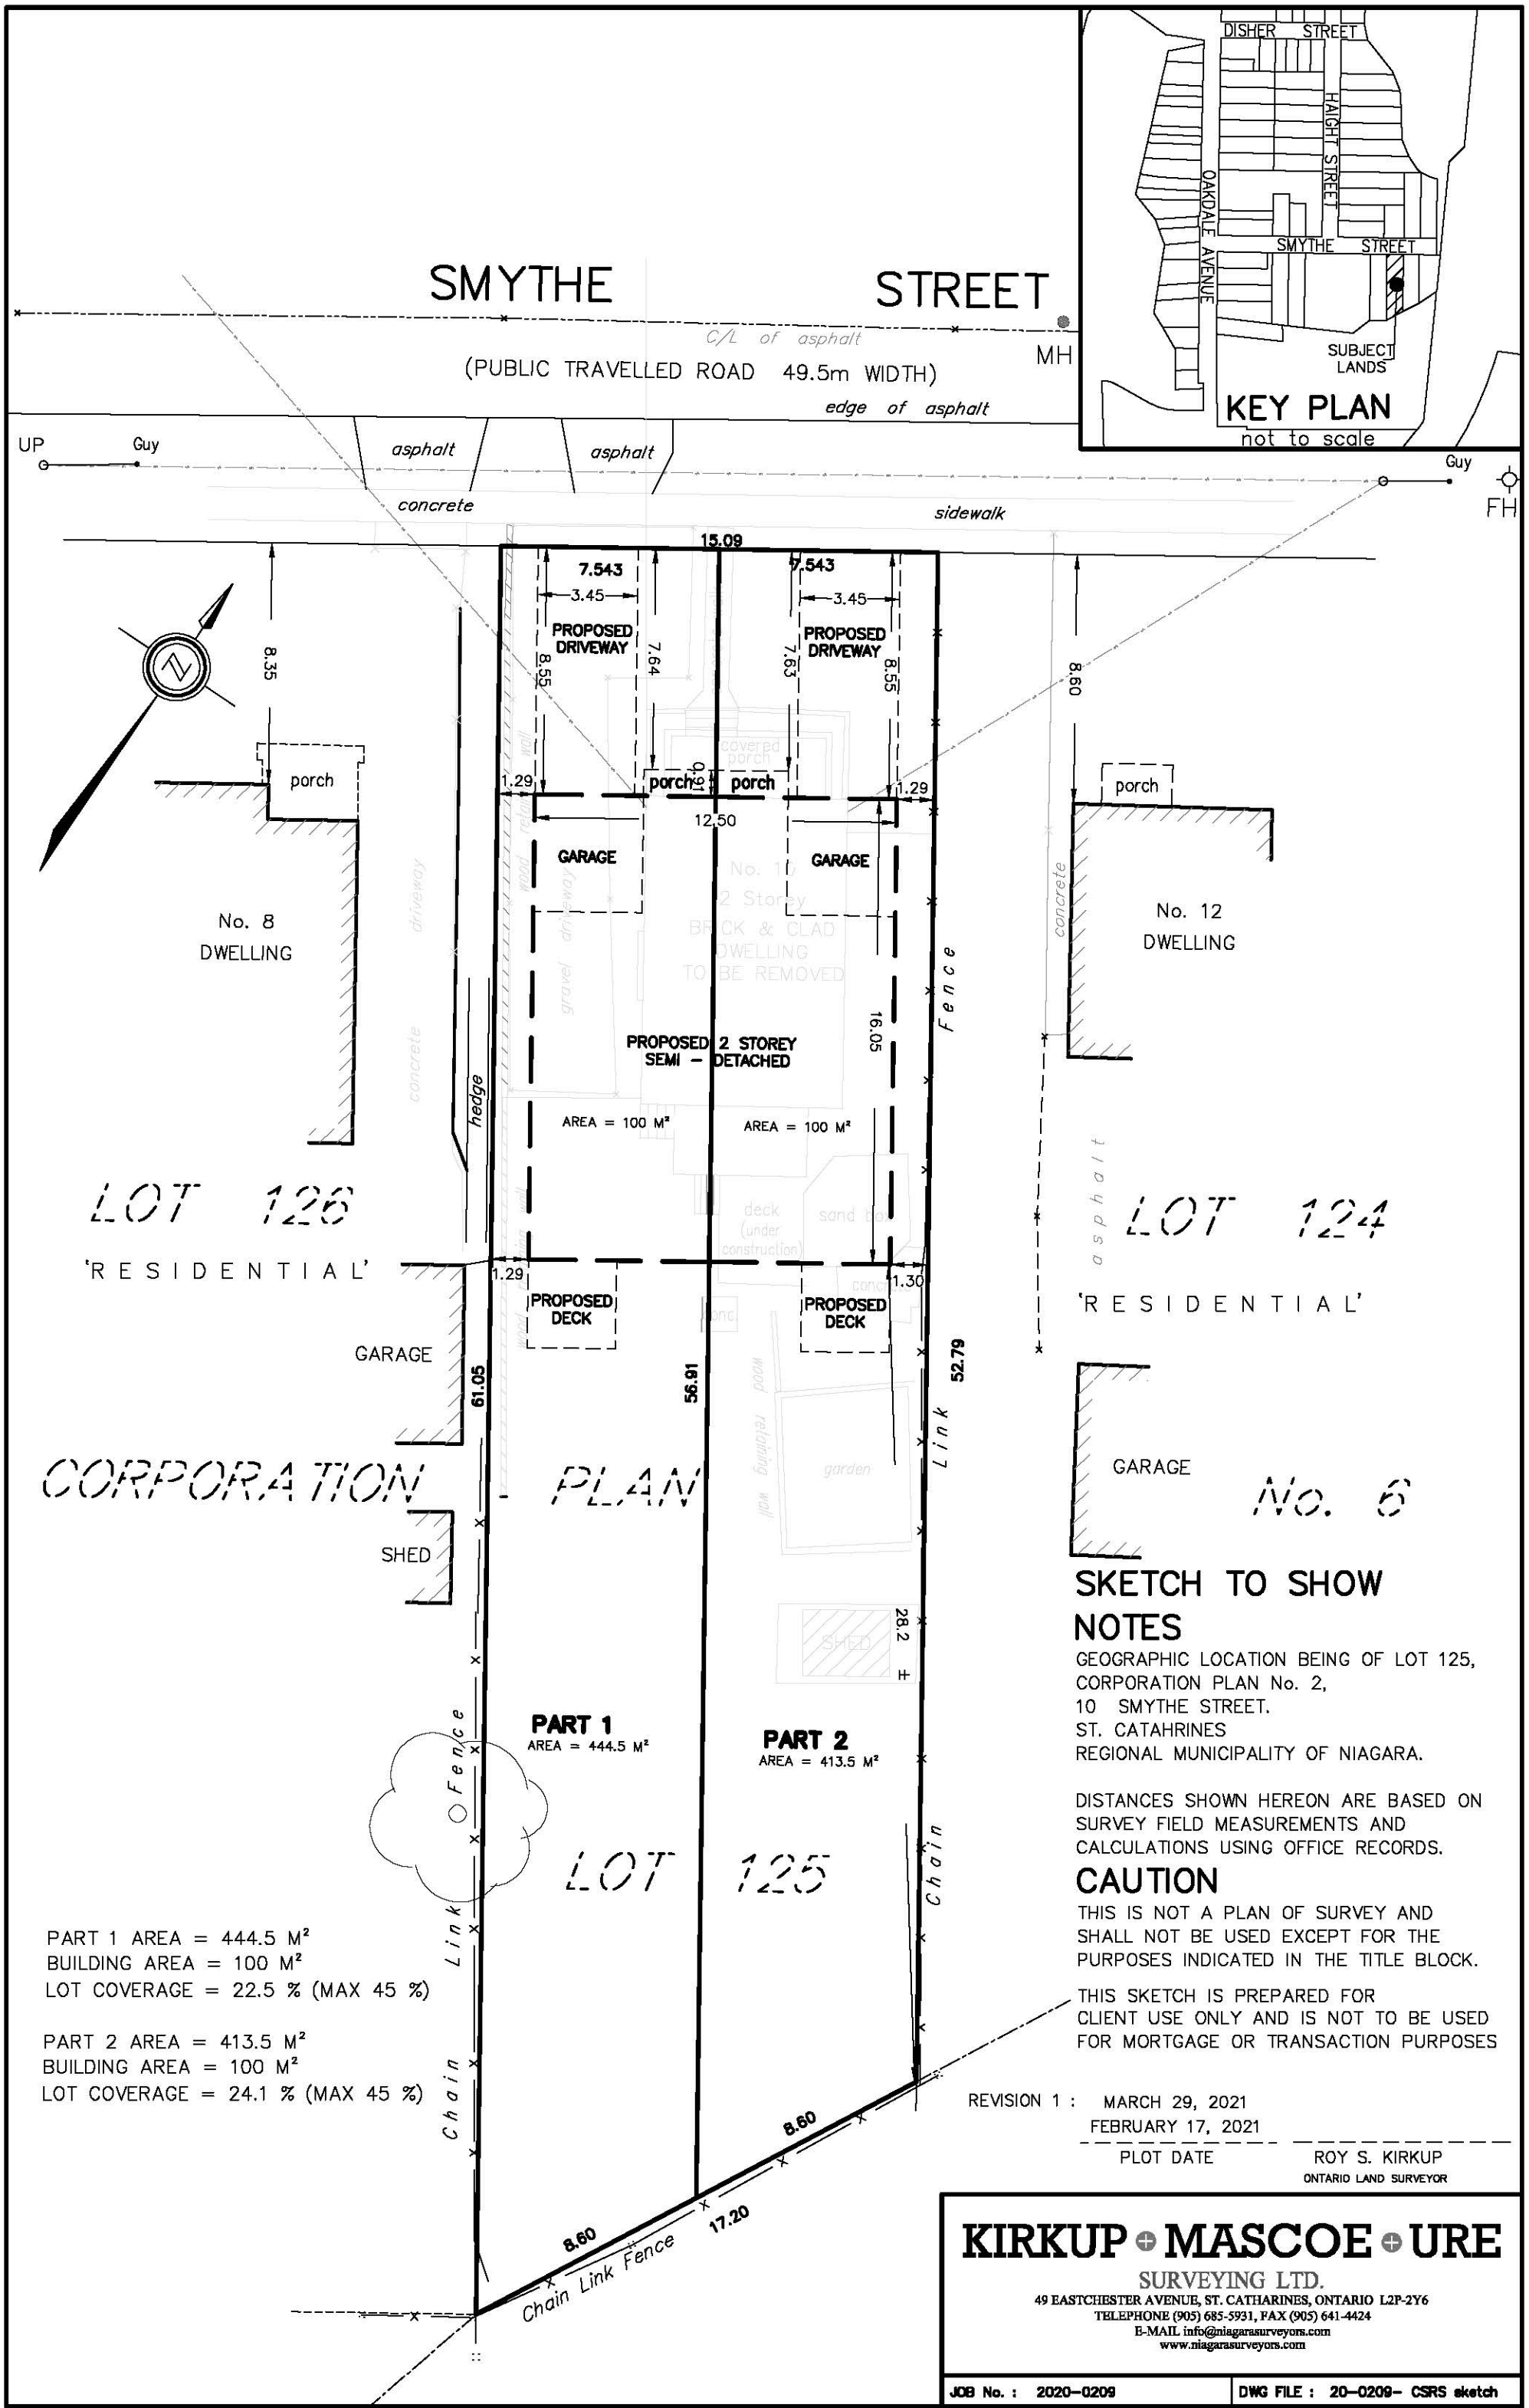 DISHER STREET
HAIGHT STREET
OAKDALE AVENUE
SMYTHE STREET
SUBJECT
LANDS
KEY PLAN
not to scale
SMYTHE STREET
C/L of asphalt
MH
(PUBLIC TRAVELLED ROAD 49.5m WIDTH)
edge of asphalt
UP
Guy
asphalt
asphalt
Guy
FH
concrete
sidewalk
15.09
7.543
7.543
3.45
3.45
PROPOSED
DRIVEWAY
PROPOSED
DRIVEWAY
8.35
8.55
7.64
7.63
8.55
8.60
covered
porch
porch
porch
porch
porch
0.91
1.29
1.29
12.50
GARAGE
GARAGE
wood retaining wall
gravel driveway
concrete driveway
No. 10
2 Storey
BRICK & CLAD
DWELLING
TO BE REMOVED
No. 8
DWELLING
No. 12
DWELLING
concrete
16.05
PROPOSED 2 STOREY
SEMI - DETACHED
hedge
AREA = 100 M²
AREA = 100 M²
deck
(under
construction)
sand box
asphalt
LOT 126
LOT 124
'RESIDENTIAL'
'RESIDENTIAL'
1.29
1.30
PROPOSED
DECK
PROPOSED
DECK
conc.
concrete
GARAGE
61.05
56.91
52.79
wood retaining wall
garden
Chain Link Fence
GARAGE
CORPORATION PLAN No. 6
SHED
SHED
28.2 ±
PART 1
AREA = 444.5 M²
PART 2
AREA = 413.5 M²
LOT 125
Chain Link Fence
PART 1 AREA = 444.5 M²
BUILDING AREA = 100 M²
LOT COVERAGE = 22.5 % (MAX 45 %)
PART 2 AREA = 413.5 M²
BUILDING AREA = 100 M²
LOT COVERAGE = 24.1 % (MAX 45 %)
8.60
8.60
17.20
Chain Link Fence
SKETCH TO SHOW
NOTES
GEOGRAPHIC LOCATION BEING OF LOT 125,
CORPORATION PLAN No. 2,
10 SMYTHE STREET.
ST. CATAHRINES
REGIONAL MUNICIPALITY OF NIAGARA.
DISTANCES SHOWN HEREON ARE BASED ON
SURVEY FIELD MEASUREMENTS AND
CALCULATIONS USING OFFICE RECORDS.
CAUTION
THIS IS NOT A PLAN OF SURVEY AND
SHALL NOT BE USED EXCEPT FOR THE
PURPOSES INDICATED IN THE TITLE BLOCK.
THIS SKETCH IS PREPARED FOR
CLIENT USE ONLY AND IS NOT TO BE USED
FOR MORTGAGE OR TRANSACTION PURPOSES
REVISION 1 : MARCH 29, 2021
FEBRUARY 17, 2021
PLOT DATE
ROY S. KIRKUP
ONTARIO LAND SURVEYOR
KIRKUP MASCOE URE
SURVEYING LTD.
49 EASTCHESTER AVENUE, ST. CATHARINES, ONTARIO L2P-2Y6
TELEPHONE (905) 685-5931, FAX (905) 641-4424
E-MAIL info@niagarasurveyors.com
www.niagarasurveyors.com
JOB No. : 2020-0209
DWG FILE : 20-0209- CSRS sketch